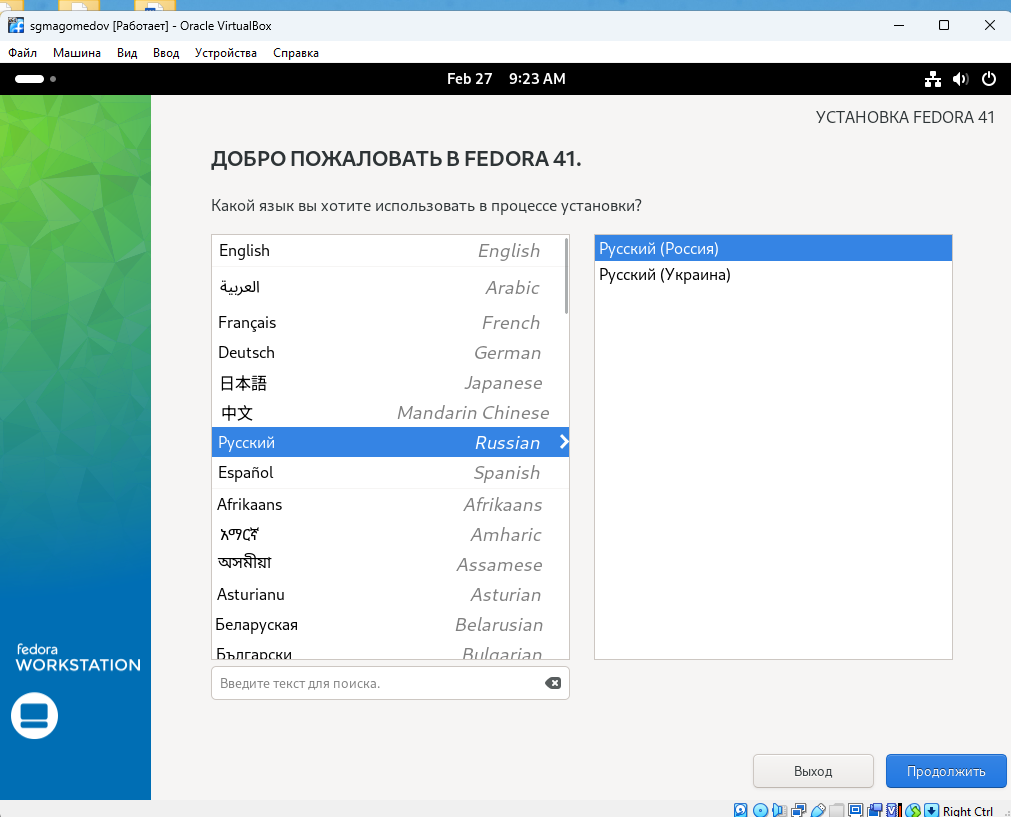 sgmagomedov [Работает] - Oracle VirtualBox
Файл Машина Вид Ввод Устройства Справка
Feb 27 9:23 AM
УСТАНОВКА FEDORA 41
ДОБРО ПОЖАЛОВАТЬ В FEDORA 41.
Какой язык вы хотите использовать в процессе установки?
English English
العربية Arabic
Français French
Deutsch German
日本語 Japanese
中文 Mandarin Chinese
Русский Russian
Español Spanish
Afrikaans Afrikaans
አማርኛ Amharic
অসমীয়া Assamese
Asturianu Asturian
Беларуская Belarusian
Български Bulgarian
Русский (Россия)
Русский (Украина)
Введите текст для поиска.
fedora
WORKSTATION
Выход Продолжить
Right Ctrl